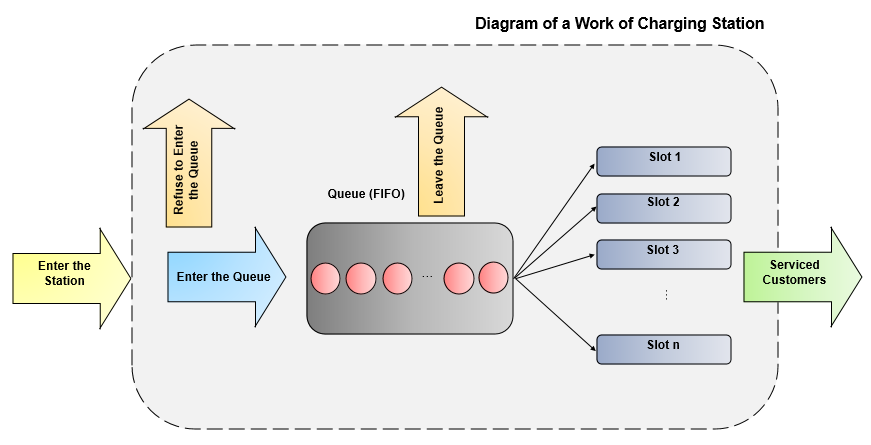 Diagram of a Work of Charging Station
Refuse to Enter
the Queue
Leave the Queue
Queue (FIFO)
Enter the
Station
Enter the Queue
...
Slot 1
Slot 2
Slot 3
...
Slot n
Serviced
Customers